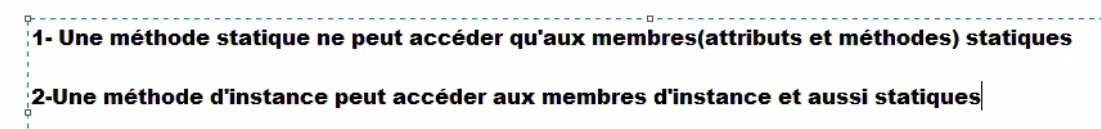 1- Une méthode statique ne peut accéder qu'aux membres(attributs et méthodes) statiques
2-Une méthode d'instance peut accéder aux membres d'instance et aussi statiques